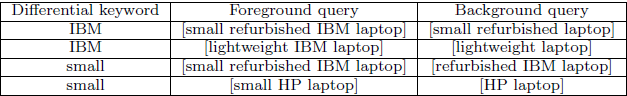 Differential keyword Foreground query Background query
IBM [small refurbished IBM laptop] [small refurbished laptop]
IBM [lightweight IBM laptop] [lightweight laptop]
small [small refurbished IBM laptop] [refurbished IBM laptop]
small [small HP laptop] [HP laptop]